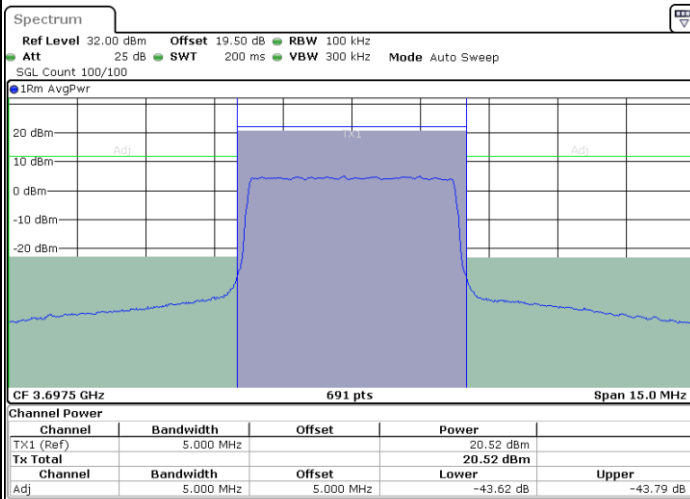 Spectrum
Ref Level 32.00 dBm Offset 19.50 dB RBW 100 kHz
Att 25 dB SWT 200 ms VBW 300 kHz Mode Auto Sweep
SGL Count 100/100
1Rm AvgPwr
20 dBm
TX1
Adj Adj
10 dBm
0 dBm
-10 dBm
-20 dBm
CF 3.6975 GHz 691 pts Span 15.0 MHz
Channel Power
Channel Bandwidth Offset Power
TX1 (Ref) 5.000 MHz 20.52 dBm
Tx Total 20.52 dBm
Channel Bandwidth Offset Lower Upper
Adj 5.000 MHz 5.000 MHz -43.62 dB -43.79 dB